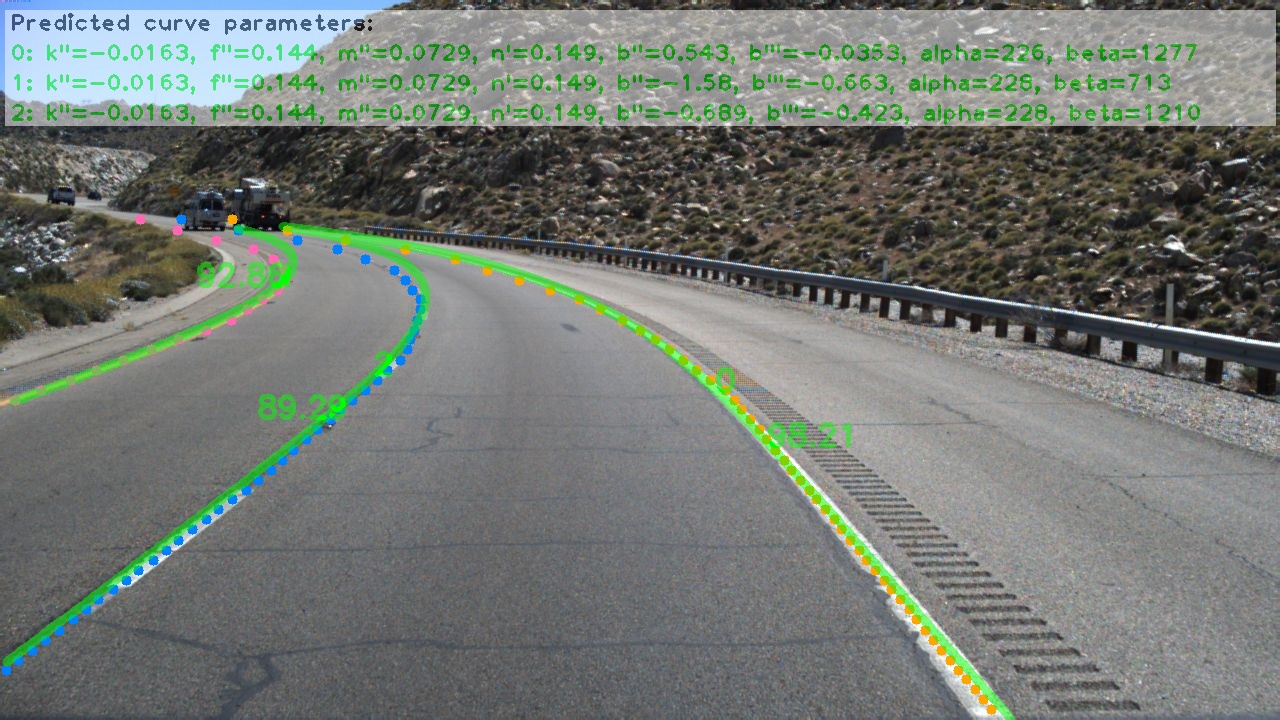 Predicted curve parameters:
0: k''=-0.0163, f''=0.144, m''=0.0729, n'=0.149, b''=0.543, b'''=-0.0353, alpha=226, beta=1277
1: k''=-0.0163, f''=0.144, m''=0.0729, n'=0.149, b''=-1.58, b'''=-0.663, alpha=228, beta=713
2: k''=-0.0163, f''=0.144, m''=0.0729, n'=0.149, b''=-0.689, b'''=-0.423, alpha=228, beta=1210
0
89.29